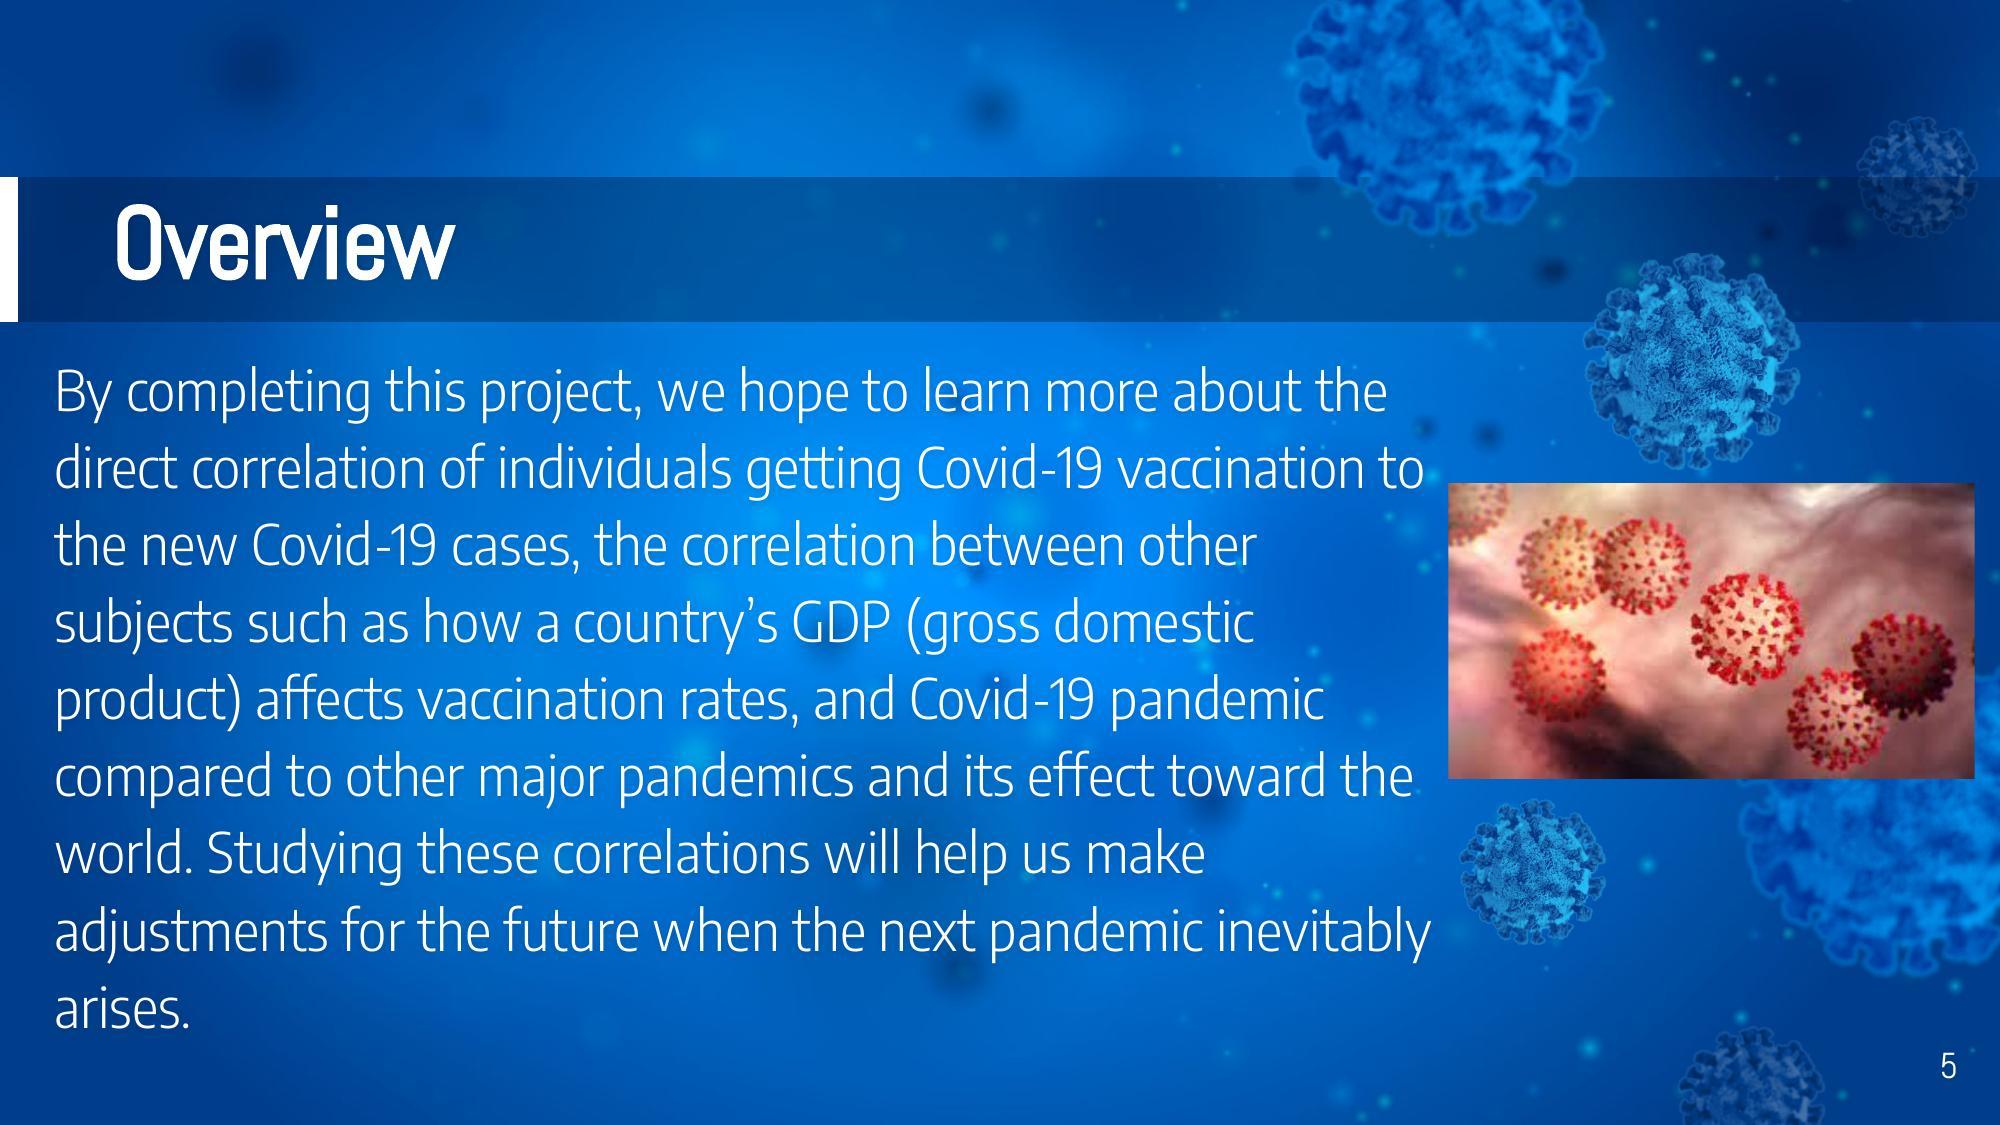 Overview
By completing this project, we hope to learn more about the
direct correlation of individuals getting Covid-19 vaccination to
the new Covid-19 cases, the correlation between other
subjects such as how a country’s GDP (gross domestic
product) affects vaccination rates, and Covid-19 pandemic
compared to other major pandemics and its effect toward the
world. Studying these correlations will help us make
adjustments for the future when the next pandemic inevitably
arises.
5